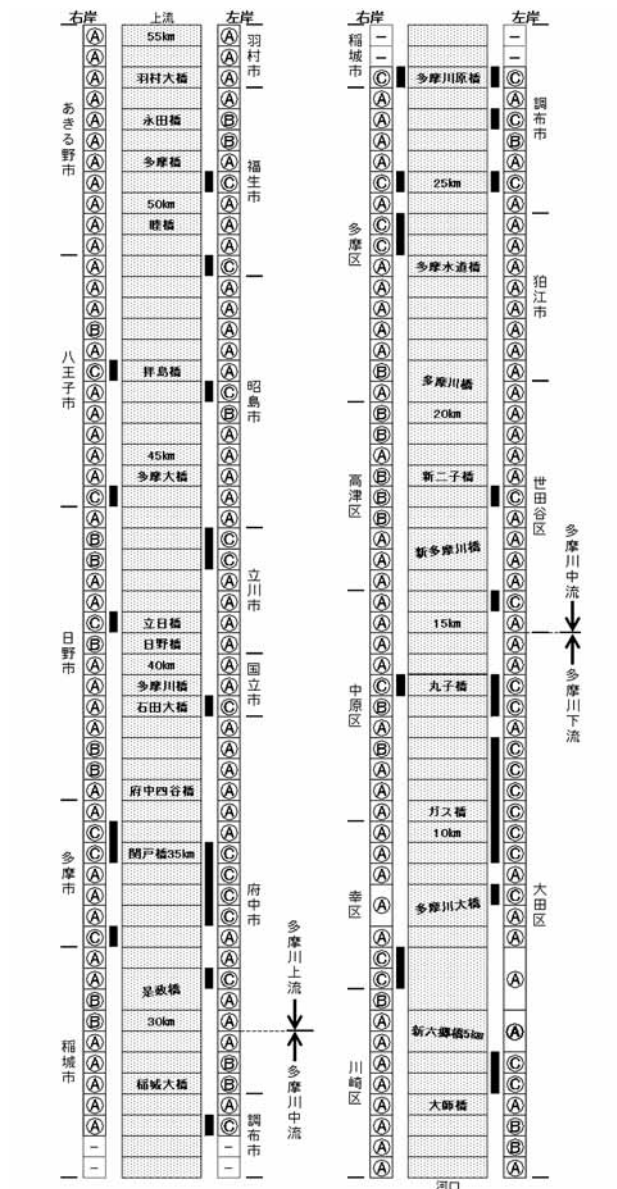 右岸 上流 左岸
Ⓐ 55km Ⓐ
Ⓐ Ⓐ
Ⓐ 羽村大橋 Ⓐ
Ⓐ Ⓐ
Ⓐ 永田橋 Ⓑ
Ⓐ Ⓑ
Ⓐ 多摩橋 Ⓐ
Ⓐ Ⓒ
Ⓐ 50km Ⓐ
Ⓐ 睦橋 Ⓐ
Ⓐ Ⓐ
Ⓐ Ⓒ
Ⓐ Ⓐ
Ⓐ Ⓐ
Ⓑ Ⓐ
Ⓐ Ⓐ
Ⓒ 拝島橋 Ⓐ
Ⓐ Ⓒ
Ⓐ Ⓑ
Ⓐ Ⓐ
Ⓐ 45km Ⓐ
Ⓐ 多摩大橋 Ⓐ
Ⓒ Ⓐ
Ⓐ Ⓐ
Ⓑ Ⓒ
Ⓑ Ⓒ
Ⓐ Ⓐ
Ⓐ Ⓐ
Ⓒ 立日橋 Ⓐ
Ⓑ 日野橋 Ⓐ
Ⓐ 40km Ⓐ
Ⓐ 多摩川橋 Ⓐ
Ⓐ 石田大橋 Ⓒ
Ⓐ Ⓐ
Ⓑ Ⓐ
Ⓑ Ⓐ
Ⓐ 府中四谷橋 Ⓐ
Ⓐ Ⓐ
Ⓒ Ⓐ
Ⓒ 関戸橋35km Ⓒ
Ⓐ Ⓒ
Ⓐ Ⓒ
Ⓐ Ⓒ
Ⓒ Ⓐ
Ⓐ Ⓐ
Ⓐ 是政橋 Ⓒ
Ⓑ Ⓐ
Ⓑ 30km Ⓐ
Ⓐ Ⓐ
Ⓐ Ⓑ
Ⓐ 稲城大橋 Ⓑ
Ⓐ Ⓐ
Ⓐ Ⓒ
− −
− −
あきる野市
八王子市
日野市
多摩市
稲城市
羽村市
福生市
昭島市
立川市
国立市
府中市
調布市
多摩川上流
多摩川中流
右岸 左岸
− −
− −
Ⓒ 多摩川原橋 Ⓒ
Ⓐ Ⓐ
Ⓐ Ⓒ
Ⓐ Ⓑ
Ⓐ Ⓐ
Ⓒ 25km Ⓒ
Ⓐ Ⓐ
Ⓒ Ⓐ
Ⓒ Ⓐ
Ⓐ 多摩水道橋 Ⓐ
Ⓐ Ⓐ
Ⓐ Ⓐ
Ⓐ Ⓐ
Ⓐ Ⓐ
Ⓑ 多摩川橋 Ⓐ
Ⓐ Ⓐ
Ⓑ 20km Ⓐ
Ⓑ Ⓐ
Ⓐ Ⓐ
Ⓑ 新二子橋 Ⓐ
Ⓑ Ⓒ
Ⓑ Ⓐ
Ⓐ 新多摩川橋 Ⓐ
Ⓐ Ⓐ
Ⓐ Ⓐ
Ⓐ Ⓒ
Ⓐ 15km Ⓐ
Ⓐ Ⓐ
Ⓐ Ⓐ
Ⓒ 丸子橋 Ⓒ
Ⓑ Ⓒ
Ⓐ Ⓐ
Ⓑ Ⓒ
Ⓐ Ⓒ
Ⓐ Ⓒ
Ⓐ ガス橋 Ⓒ
Ⓐ 10km Ⓒ
Ⓐ Ⓒ
Ⓐ Ⓐ
Ⓐ 多摩川大橋 Ⓒ
Ⓐ
Ⓐ Ⓐ
Ⓒ
Ⓒ Ⓐ
Ⓑ
Ⓐ 新六郷橋5km Ⓐ
Ⓐ
Ⓐ Ⓒ
Ⓐ Ⓒ
Ⓐ 大師橋 Ⓐ
Ⓐ Ⓑ
Ⓐ Ⓑ
Ⓐ Ⓐ
河口
稲城市
多摩区
高津区
中原区
幸区
川崎区
調布市
狛江市
世田谷区
大田区
多摩川中流
多摩川下流